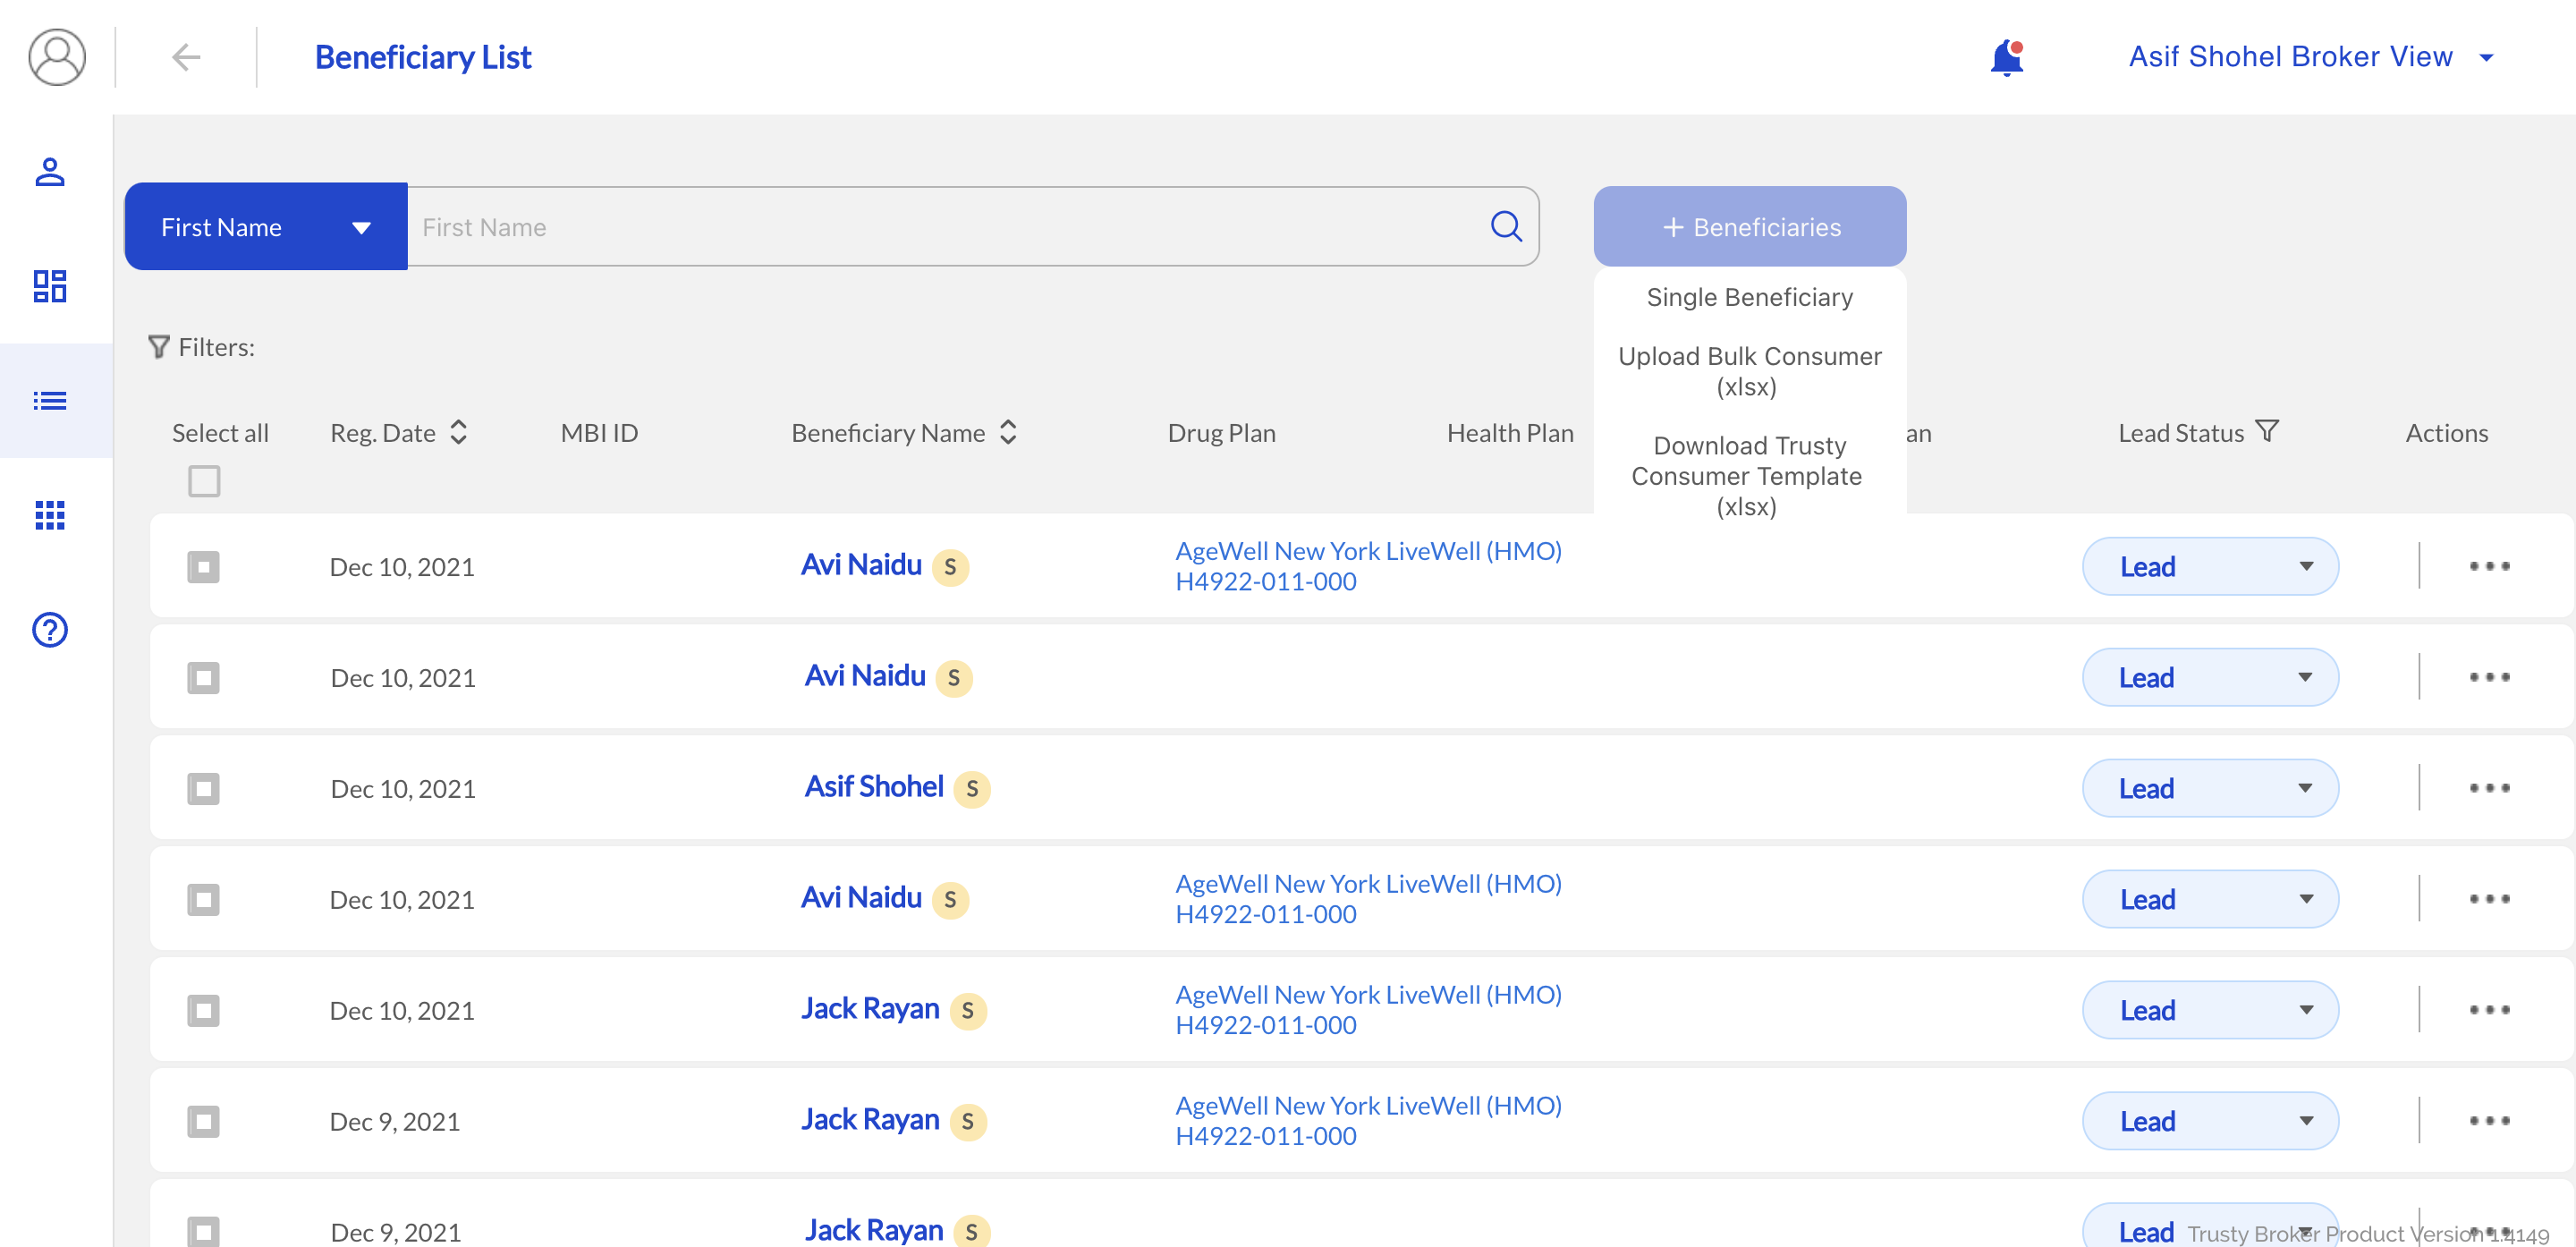 Beneficiary List
Asif Shohel Broker View
First Name
First Name
+ Beneficiaries
Single Beneficiary
Upload Bulk Consumer
(xlsx)
Download Trusty
Consumer Template
(xlsx)
Filters:
Select all Reg. Date MBI ID Beneficiary Name Drug Plan Health Plan an Lead Status Actions
Dec 10, 2021 Avi Naidu S AgeWell New York LiveWell (HMO) Lead
H4922-011-000
Dec 10, 2021 Avi Naidu S Lead
Dec 10, 2021 Asif Shohel S Lead
Dec 10, 2021 Avi Naidu S AgeWell New York LiveWell (HMO) Lead
H4922-011-000
Dec 10, 2021 Jack Rayan S AgeWell New York LiveWell (HMO) Lead
H4922-011-000
Dec 9, 2021 Jack Rayan S AgeWell New York LiveWell (HMO) Lead
H4922-011-000
Dec 9, 2021 Jack Rayan S Lead
Trusty Broker Product Version 1.4149